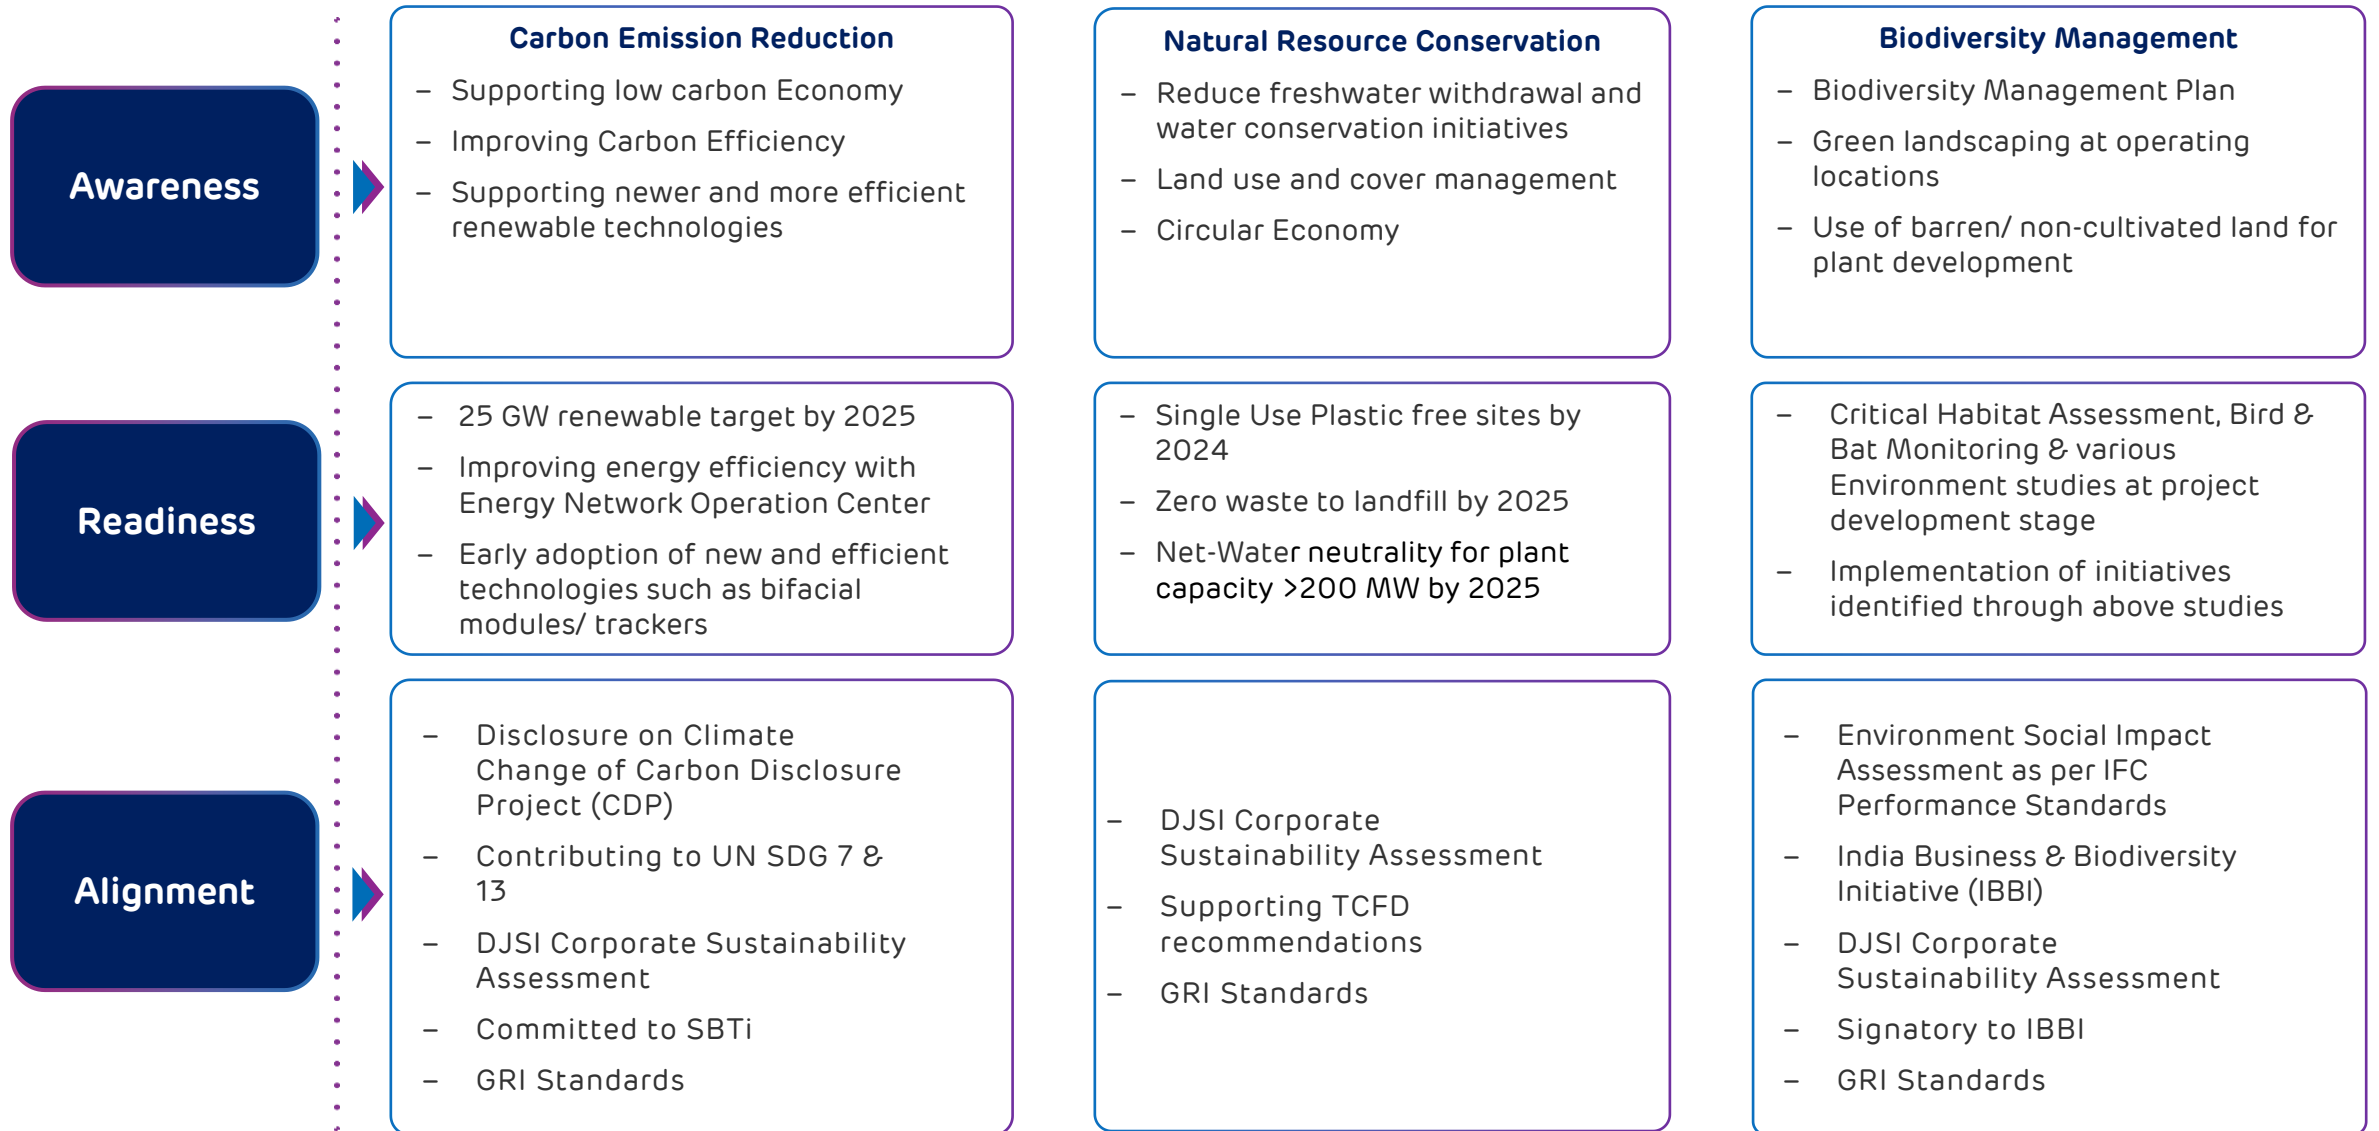 Awareness
Carbon Emission Reduction
– Supporting low carbon Economy
– Improving Carbon Efficiency
– Supporting newer and more efficient
renewable technologies
Natural Resource Conservation
– Reduce freshwater withdrawal and
water conservation initiatives
– Land use and cover management
– Circular Economy
Biodiversity Management
– Biodiversity Management Plan
– Green landscaping at operating
locations
– Use of barren/ non-cultivated land for
plant development
Readiness
– 25 GW renewable target by 2025
– Improving energy efficiency with
Energy Network Operation Center
– Early adoption of new and efficient
technologies such as bifacial
modules/ trackers
– Single Use Plastic free sites by
2024
– Zero waste to landfill by 2025
– Net-Water neutrality for plant
capacity >200 MW by 2025
– Critical Habitat Assessment, Bird &
Bat Monitoring & various
Environment studies at project
development stage
– Implementation of initiatives
identified through above studies
Alignment
– Disclosure on Climate
Change of Carbon Disclosure
Project (CDP)
– Contributing to UN SDG 7 &
13
– DJSI Corporate Sustainability
Assessment
– Committed to SBTi
– GRI Standards
– DJSI Corporate
Sustainability Assessment
– Supporting TCFD
recommendations
– GRI Standards
– Environment Social Impact
Assessment as per IFC
Performance Standards
– India Business & Biodiversity
Initiative (IBBI)
– DJSI Corporate
Sustainability Assessment
– Signatory to IBBI
– GRI Standards